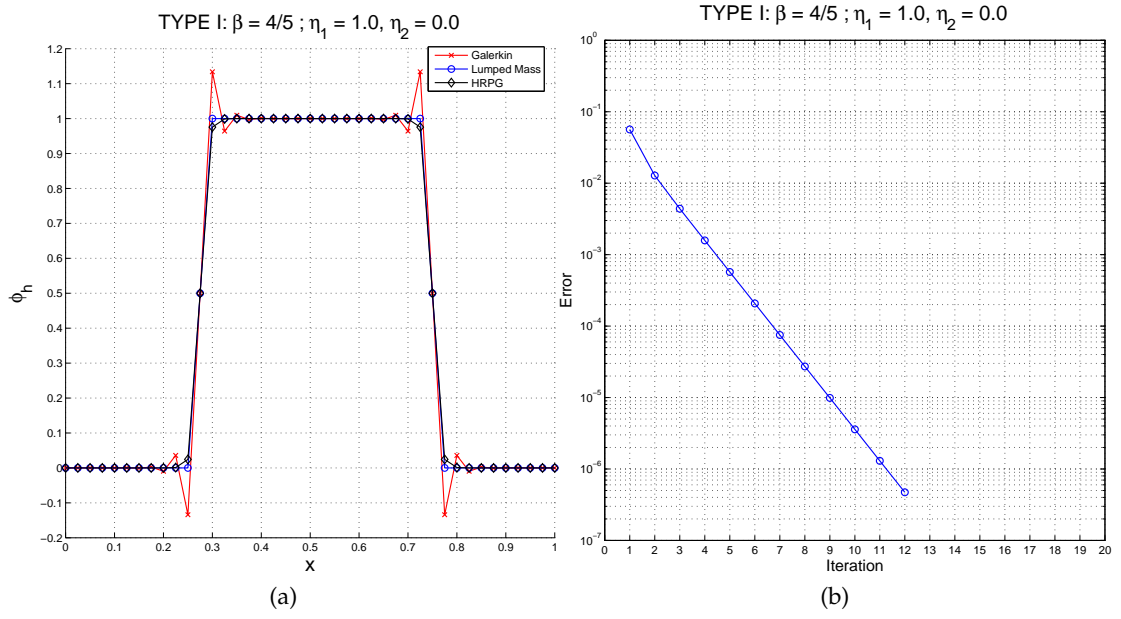 TYPE I: β = 4/5 ; η₁ = 1.0, η₂ = 0.0
Galerkin
Lumped Mass
HRPG
1.2
1.1
1
0.9
0.8
0.7
0.6
0.5
0.4
0.3
0.2
0.1
0
−0.1
−0.2
ϕₕ
0 0.1 0.2 0.3 0.4 0.5 0.6 0.7 0.8 0.9 1
x
(a)
TYPE I: β = 4/5 ; η₁ = 1.0, η₂ = 0.0
10⁰
10⁻¹
10⁻²
10⁻³
10⁻⁴
10⁻⁵
10⁻⁶
10⁻⁷
Error
0 1 2 3 4 5 6 7 8 9 10 11 12 13 14 15 16 17 18 19 20
Iteration
(b)